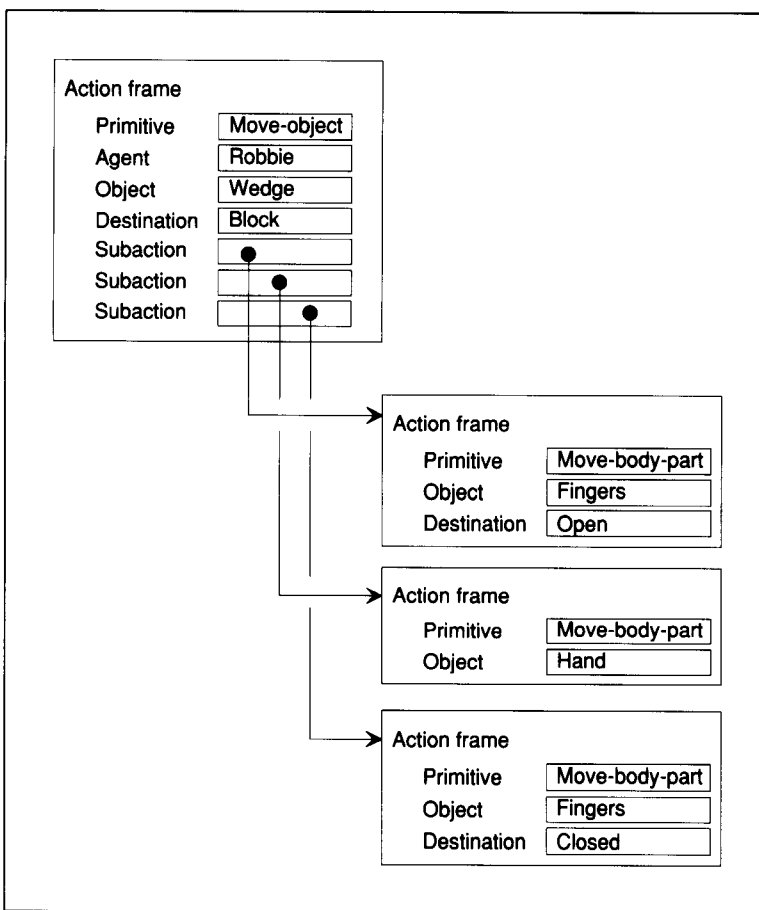 Action frame
Primitive Move-object
Agent Robbie
Object Wedge
Destination Block
Subaction
Subaction
Subaction
Action frame
Primitive Move-body-part
Object Fingers
Destination Open
Action frame
Primitive Move-body-part
Object Hand
Action frame
Primitive Move-body-part
Object Fingers
Destination Closed